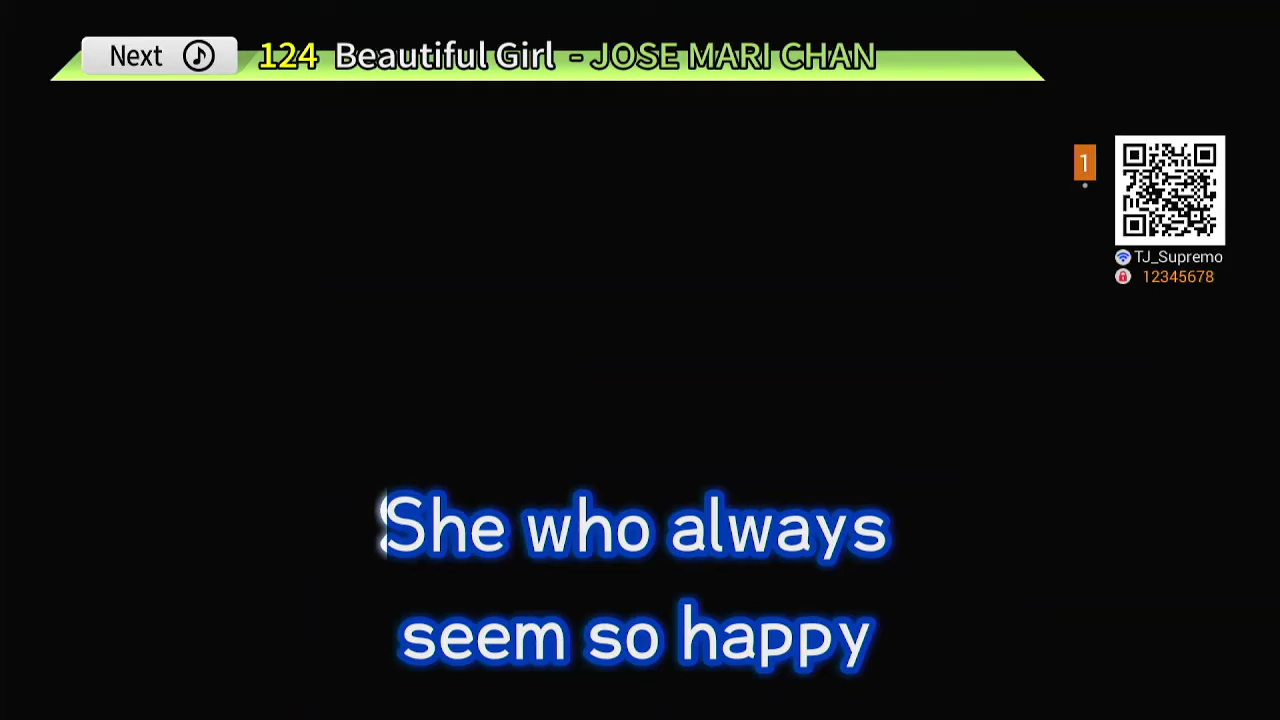 Next 124 Beautiful Girl - JOSE MARI CHAN
1
TJ_Supremo
12345678
She who always
seem so happy